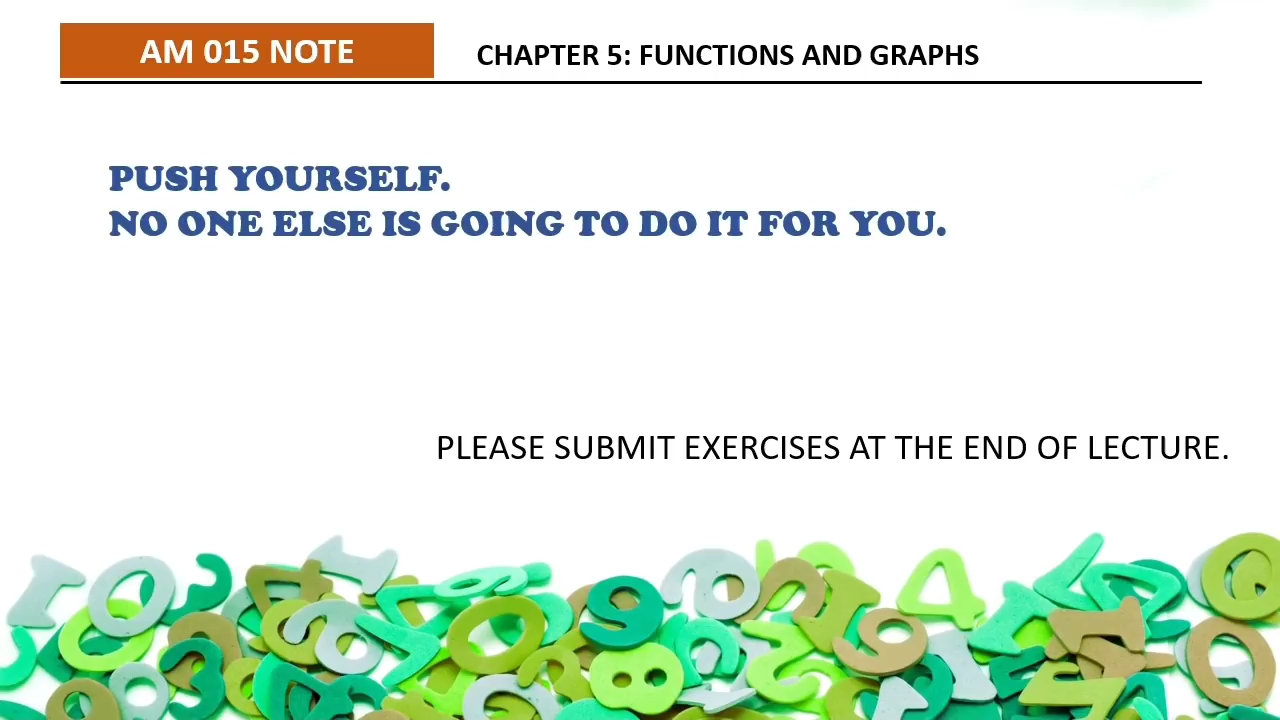 AM 015 NOTE
CHAPTER 5: FUNCTIONS AND GRAPHS
PUSH YOURSELF.
NO ONE ELSE IS GOING TO DO IT FOR YOU.
PLEASE SUBMIT EXERCISES AT THE END OF LECTURE.